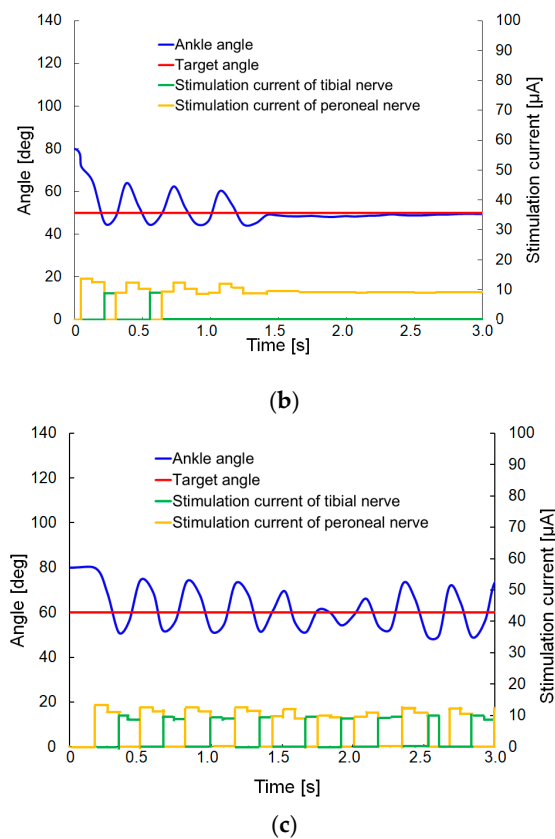 140
120
100
80
60
40
20
0
Angle [deg]
100
90
80
70
60
50
40
30
20
10
0
Stimulation current [µA]
Ankle angle
Target angle
Stimulation current of tibial nerve
Stimulation current of peroneal nerve
0 0.5 1.0 1.5 2.0 2.5 3.0
Time [s]
(b)
140
120
100
80
60
40
20
0
Angle [deg]
100
90
80
70
60
50
40
30
20
10
0
Stimulation current [µA]
Ankle angle
Target angle
Stimulation current of tibial nerve
Stimulation current of peroneal nerve
0 0.5 1.0 1.5 2.0 2.5 3.0
Time [s]
(c)